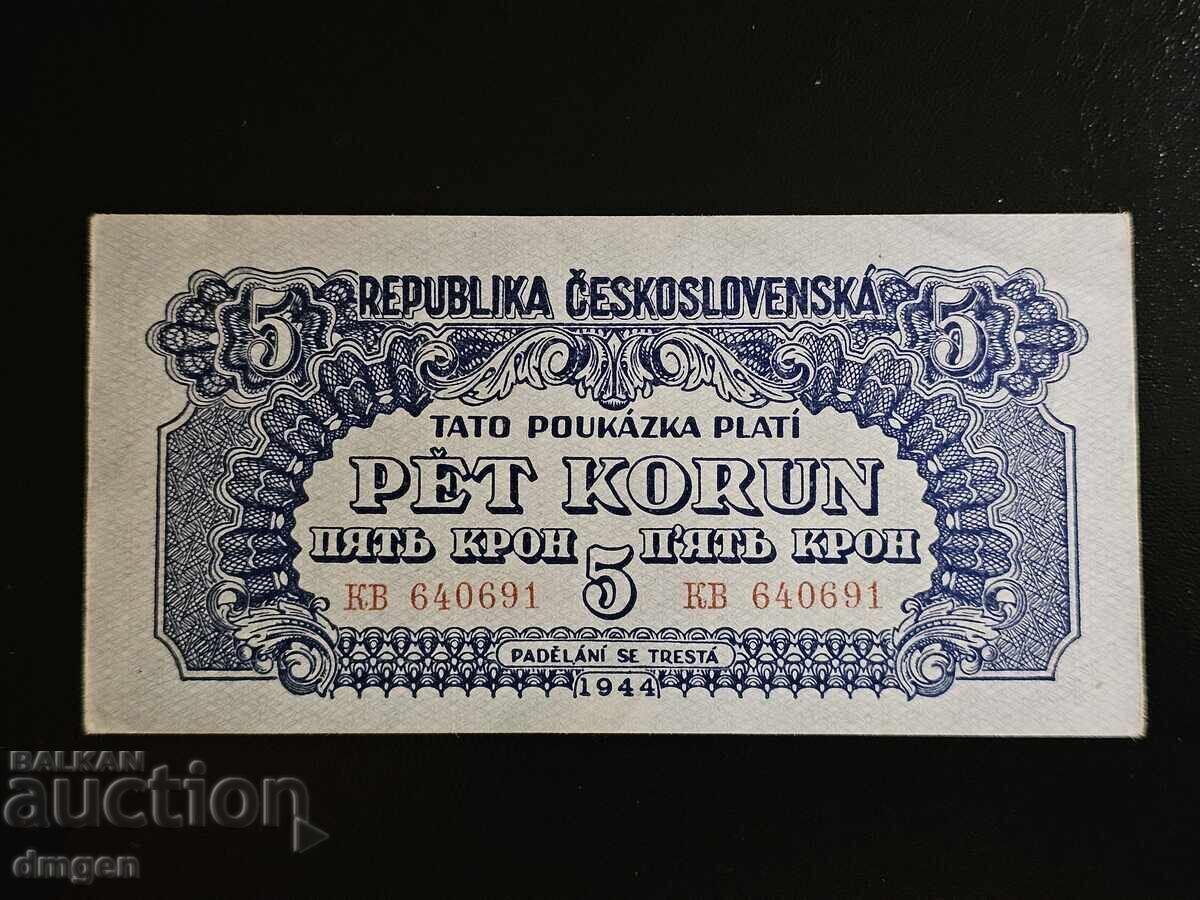 5 REPUBLIKA ČESKOSLOVENSKÁ 5
TATO POUKÁZKA PLATÍ
PĚT KORUN
ПЯТЬ КРОН П'ЯТЬ КРОН
5
КВ 640691 КВ 640691
PADĚLÁNÍ SE TRESTÁ
1944
BALKAN
auction
dmgen